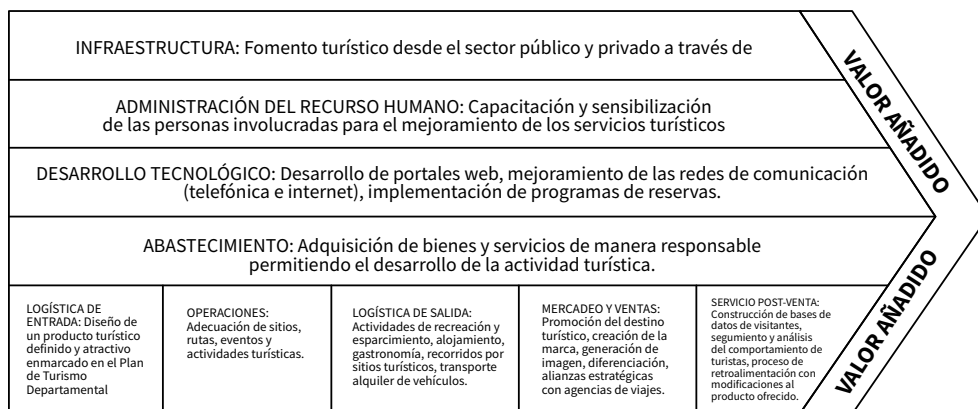 INFRAESTRUCTURA: Fomento turístico desde el sector público y privado a través de
ADMINISTRACIÓN DEL RECURSO HUMANO: Capacitación y sensibilización
de las personas involucradas para el mejoramiento de los servicios turísticos
DESARROLLO TECNOLÓGICO: Desarrollo de portales web, mejoramiento de las redes de comunicación
(telefónica e internet), implementación de programas de reservas.
ABASTECIMIENTO: Adquisición de bienes y servicios de manera responsable
permitiendo el desarrollo de la actividad turística.
LOGÍSTICA DE
ENTRADA: Diseño de
un producto turístico
definido y atractivo
enmarcado en el Plan
de Turismo
Departamental
OPERACIONES:
Adecuación de sitios,
rutas, eventos y
actividades turísticas.
LOGÍSTICA DE SALIDA:
Actividades de recreación y
esparcimiento, alojamiento,
gastronomía, recorridos por
sitios turísticos, transporte
alquiler de vehículos.
MERCADEO Y VENTAS:
Promoción del destino
turístico, creación de la
marca, generación de
imagen, diferenciación,
alianzas estratégicas
con agencias de viajes.
SERVICIO POST-VENTA:
Construcción de bases de
datos de visitantes,
segumiento y análisis
del comportamiento de
turistas, proceso de
retroalimentación con
modificaciones al
producto ofrecido.
VALOR AÑADIDO
VALOR AÑADIDO